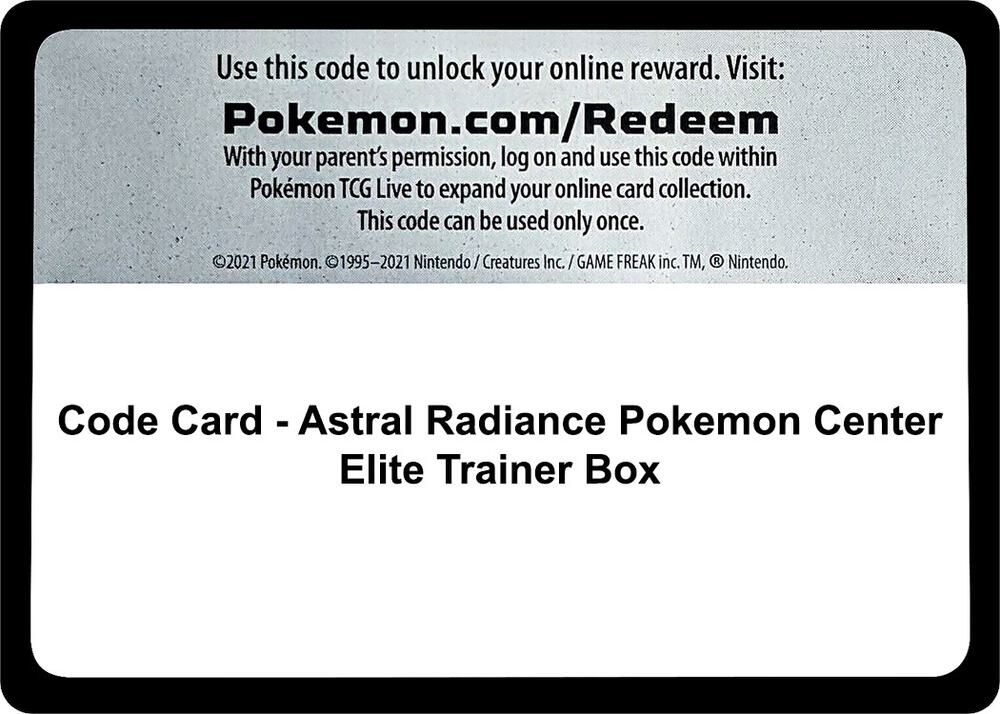 Use this code to unlock your online reward. Visit:
Pokemon.com/Redeem
With your parent's permission, log on and use this code within
Pokémon TCG Live to expand your online card collection.
This code can be used only once.
©2021 Pokémon. ©1995–2021 Nintendo / Creatures Inc. / GAME FREAK inc. TM, ® Nintendo.
Code Card - Astral Radiance Pokemon Center
Elite Trainer Box